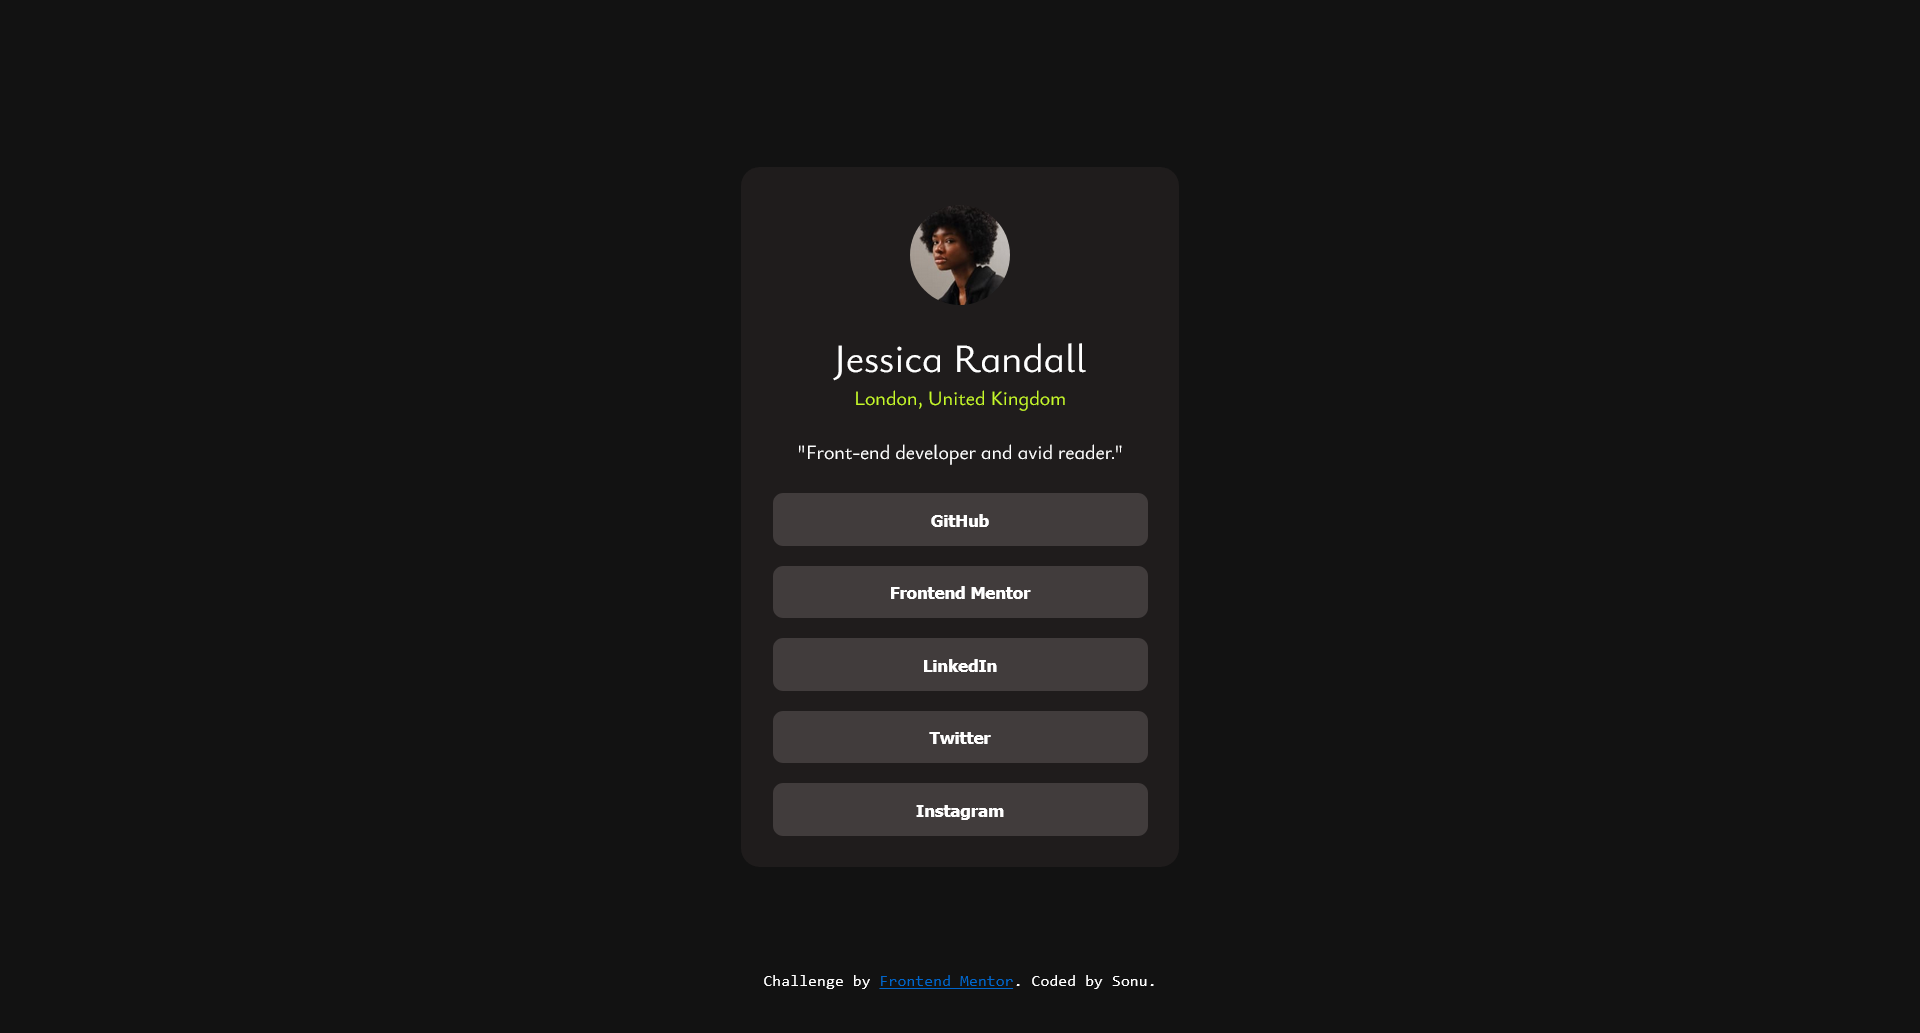 Jessica Randall
London, United Kingdom
"Front-end developer and avid reader."
GitHub
Frontend Mentor
LinkedIn
Twitter
Instagram
Challenge by Frontend Mentor. Coded by Sonu.